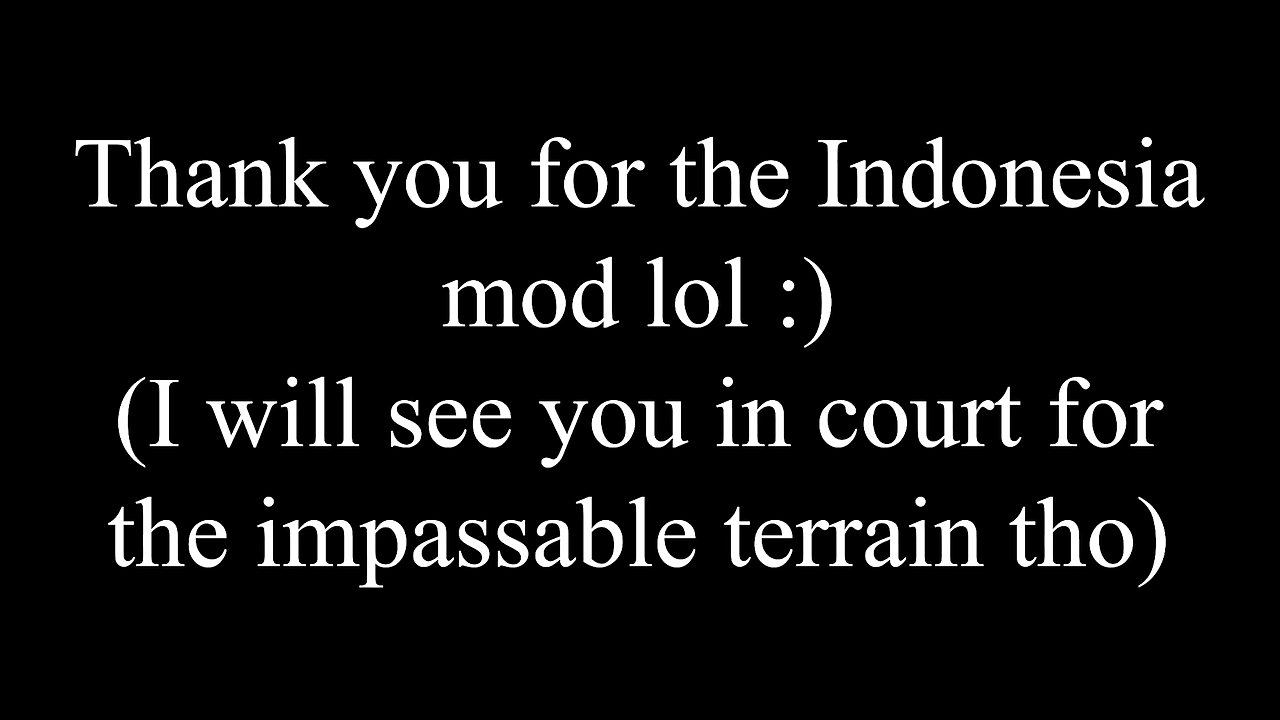 Thank you for the Indonesia
mod lol :)
(I will see you in court for
the impassable terrain tho)